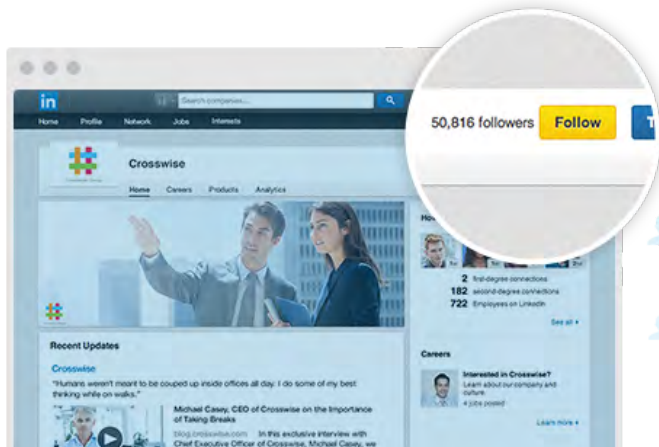 in
Search companies...
Home Profile Network Jobs Interests
50,816 followers Follow
Crosswise
Home Careers Products Analytics
2 first-degree connections
182 second-degree connections
722 Employees on LinkedIn
See all
Recent Updates
Crosswise
"Humans weren't meant to be couped up inside offices all day. I do some of my best
thinking while on walks."
Michael Casey, CEO of Crosswise on the Importance
of Taking Breaks
blog.crosswise.com In this exclusive interview with
Chief Executive Officer of Crosswise, Michael Casey, we
Careers
Interested in Crosswise?
Learn about our company and
culture.
4 jobs posted
Learn more